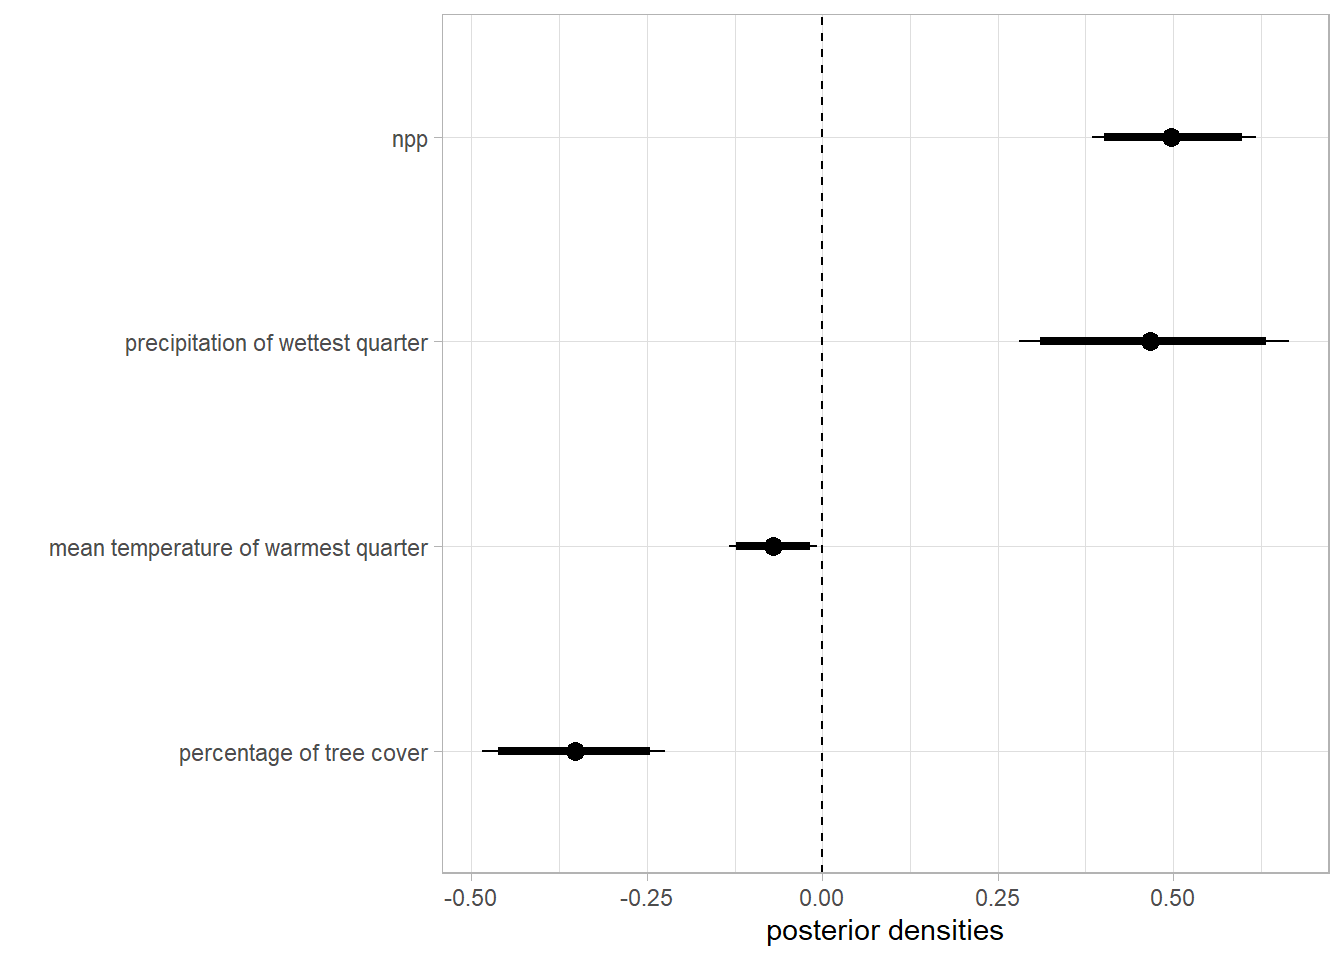 npp
precipitation of wettest quarter
mean temperature of warmest quarter
percentage of tree cover
-0.50 -0.25 0.00 0.25 0.50
posterior densities